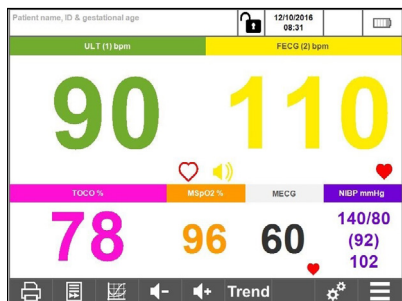 Patient name, ID & gestational age
12/10/2016
08:31
ULT (1) bpm
FECG (2) bpm
90
110
TOCO %
MSpO2 %
MECG
NIBP mmHg
78
96
60
140/80
(92)
102
Trend